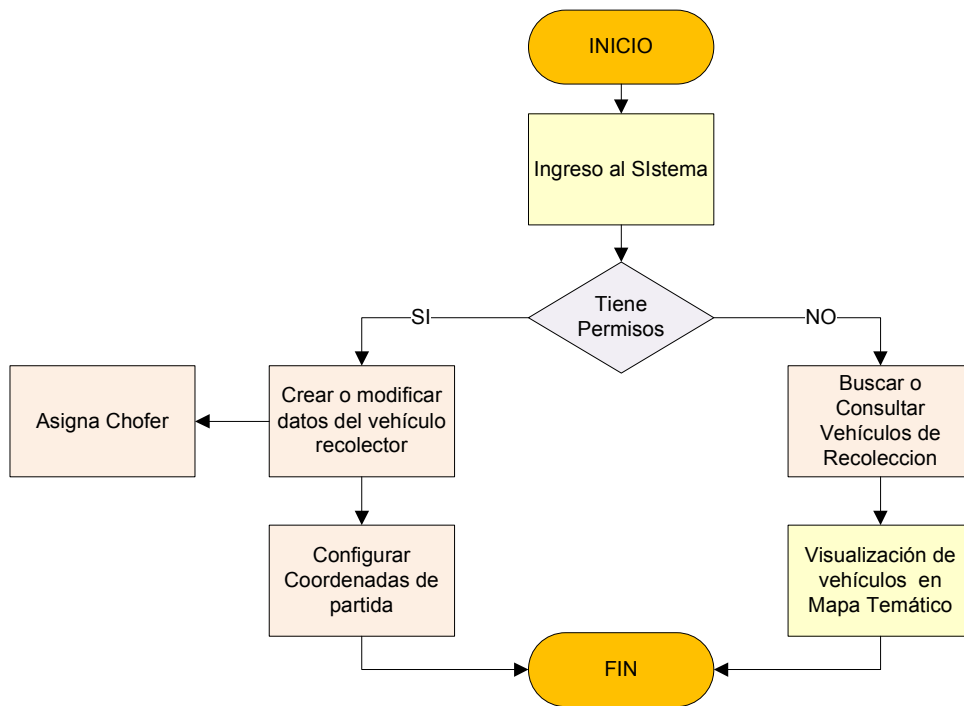 INICIO
Ingreso al SIstema
Tiene
Permisos
SI
NO
Asigna Chofer
Crear o modificar
datos del vehículo
recolector
Buscar o
Consultar
Vehículos de
Recoleccion
Configurar
Coordenadas de
partida
Visualización de
vehículos en
Mapa Temático
FIN